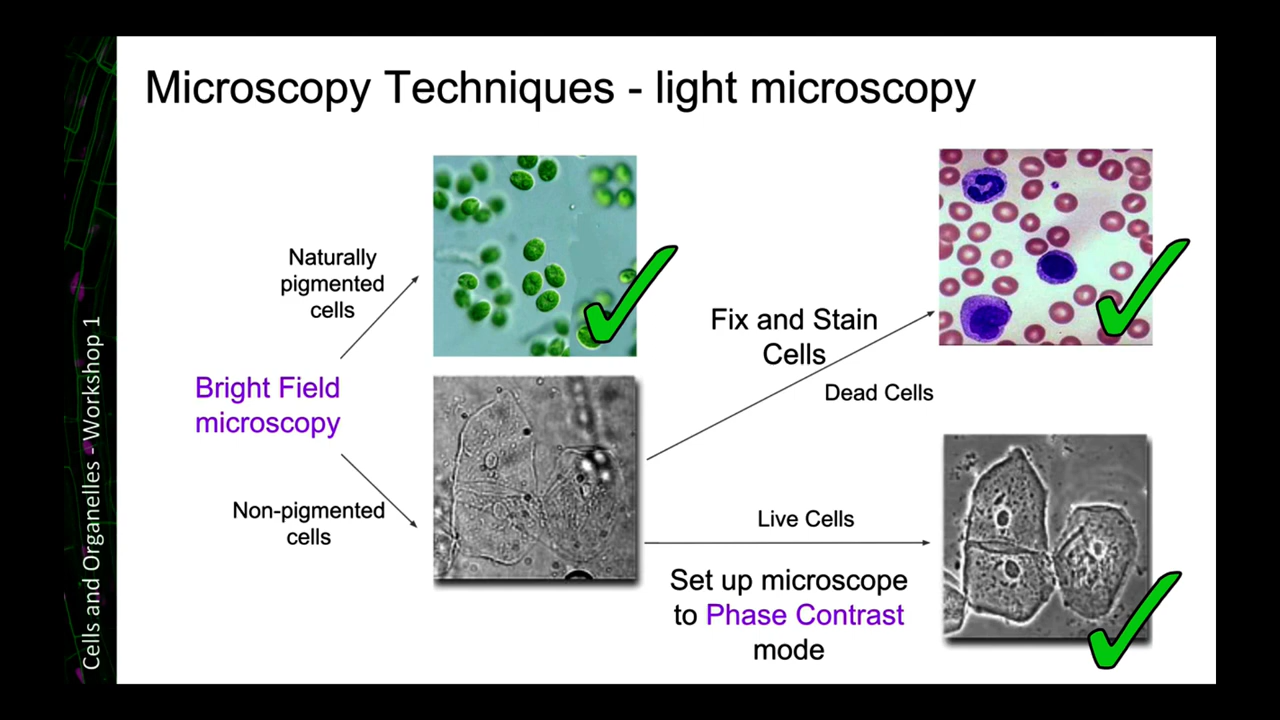 Microscopy Techniques - light microscopy
Naturally
pigmented
cells
Bright Field
microscopy
Non-pigmented
cells
Fix and Stain
Cells
Dead Cells
Live Cells
Set up microscope
to Phase Contrast
mode
Cells and Organelles - Workshop 1